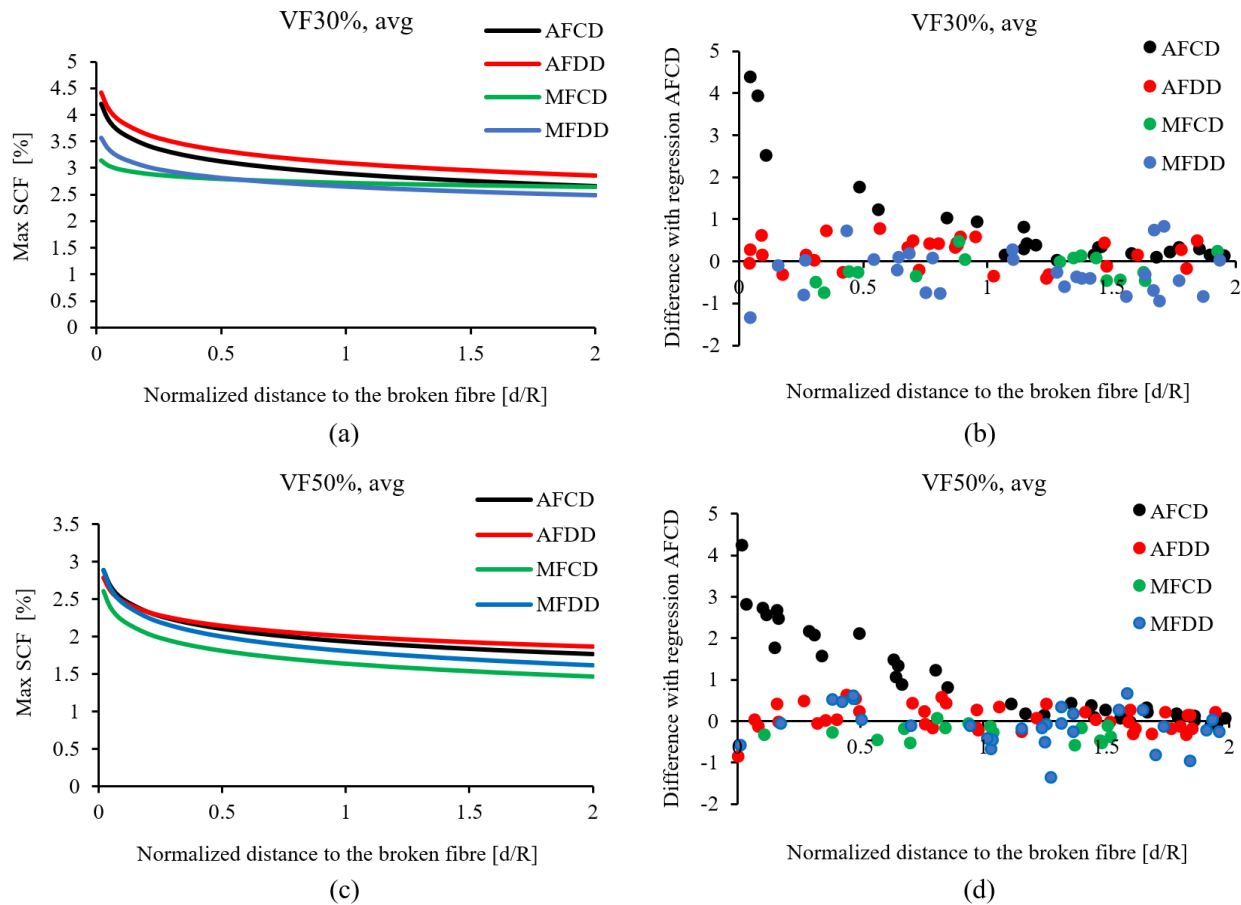 VF30%, avg
AFCD
AFDD
MFCD
MFDD
Max SCF [%]
5
4.5
4
3.5
3
2.5
2
1.5
1
0.5
0
0 0.5 1 1.5 2
Normalized distance to the broken fibre [d/R]
(a)
VF30%, avg
AFCD
AFDD
MFCD
MFDD
Difference with regression AFCD
5
4
3
2
1
0
-1
-2
0 0.5 1 1.5 2
Normalized distance to the broken fibre [d/R]
(b)
VF50%, avg
AFCD
AFDD
MFCD
MFDD
Max SCF [%]
3.5
3
2.5
2
1.5
1
0.5
0
0 0.5 1 1.5 2
Normalized distance to the broken fibre [d/R]
(c)
VF50%, avg
AFCD
AFDD
MFCD
MFDD
Difference with regression AFCD
5
4
3
2
1
0
-1
-2
0 0.5 1 1.5 2
Normalized distance to the broken fibre [d/R]
(d)